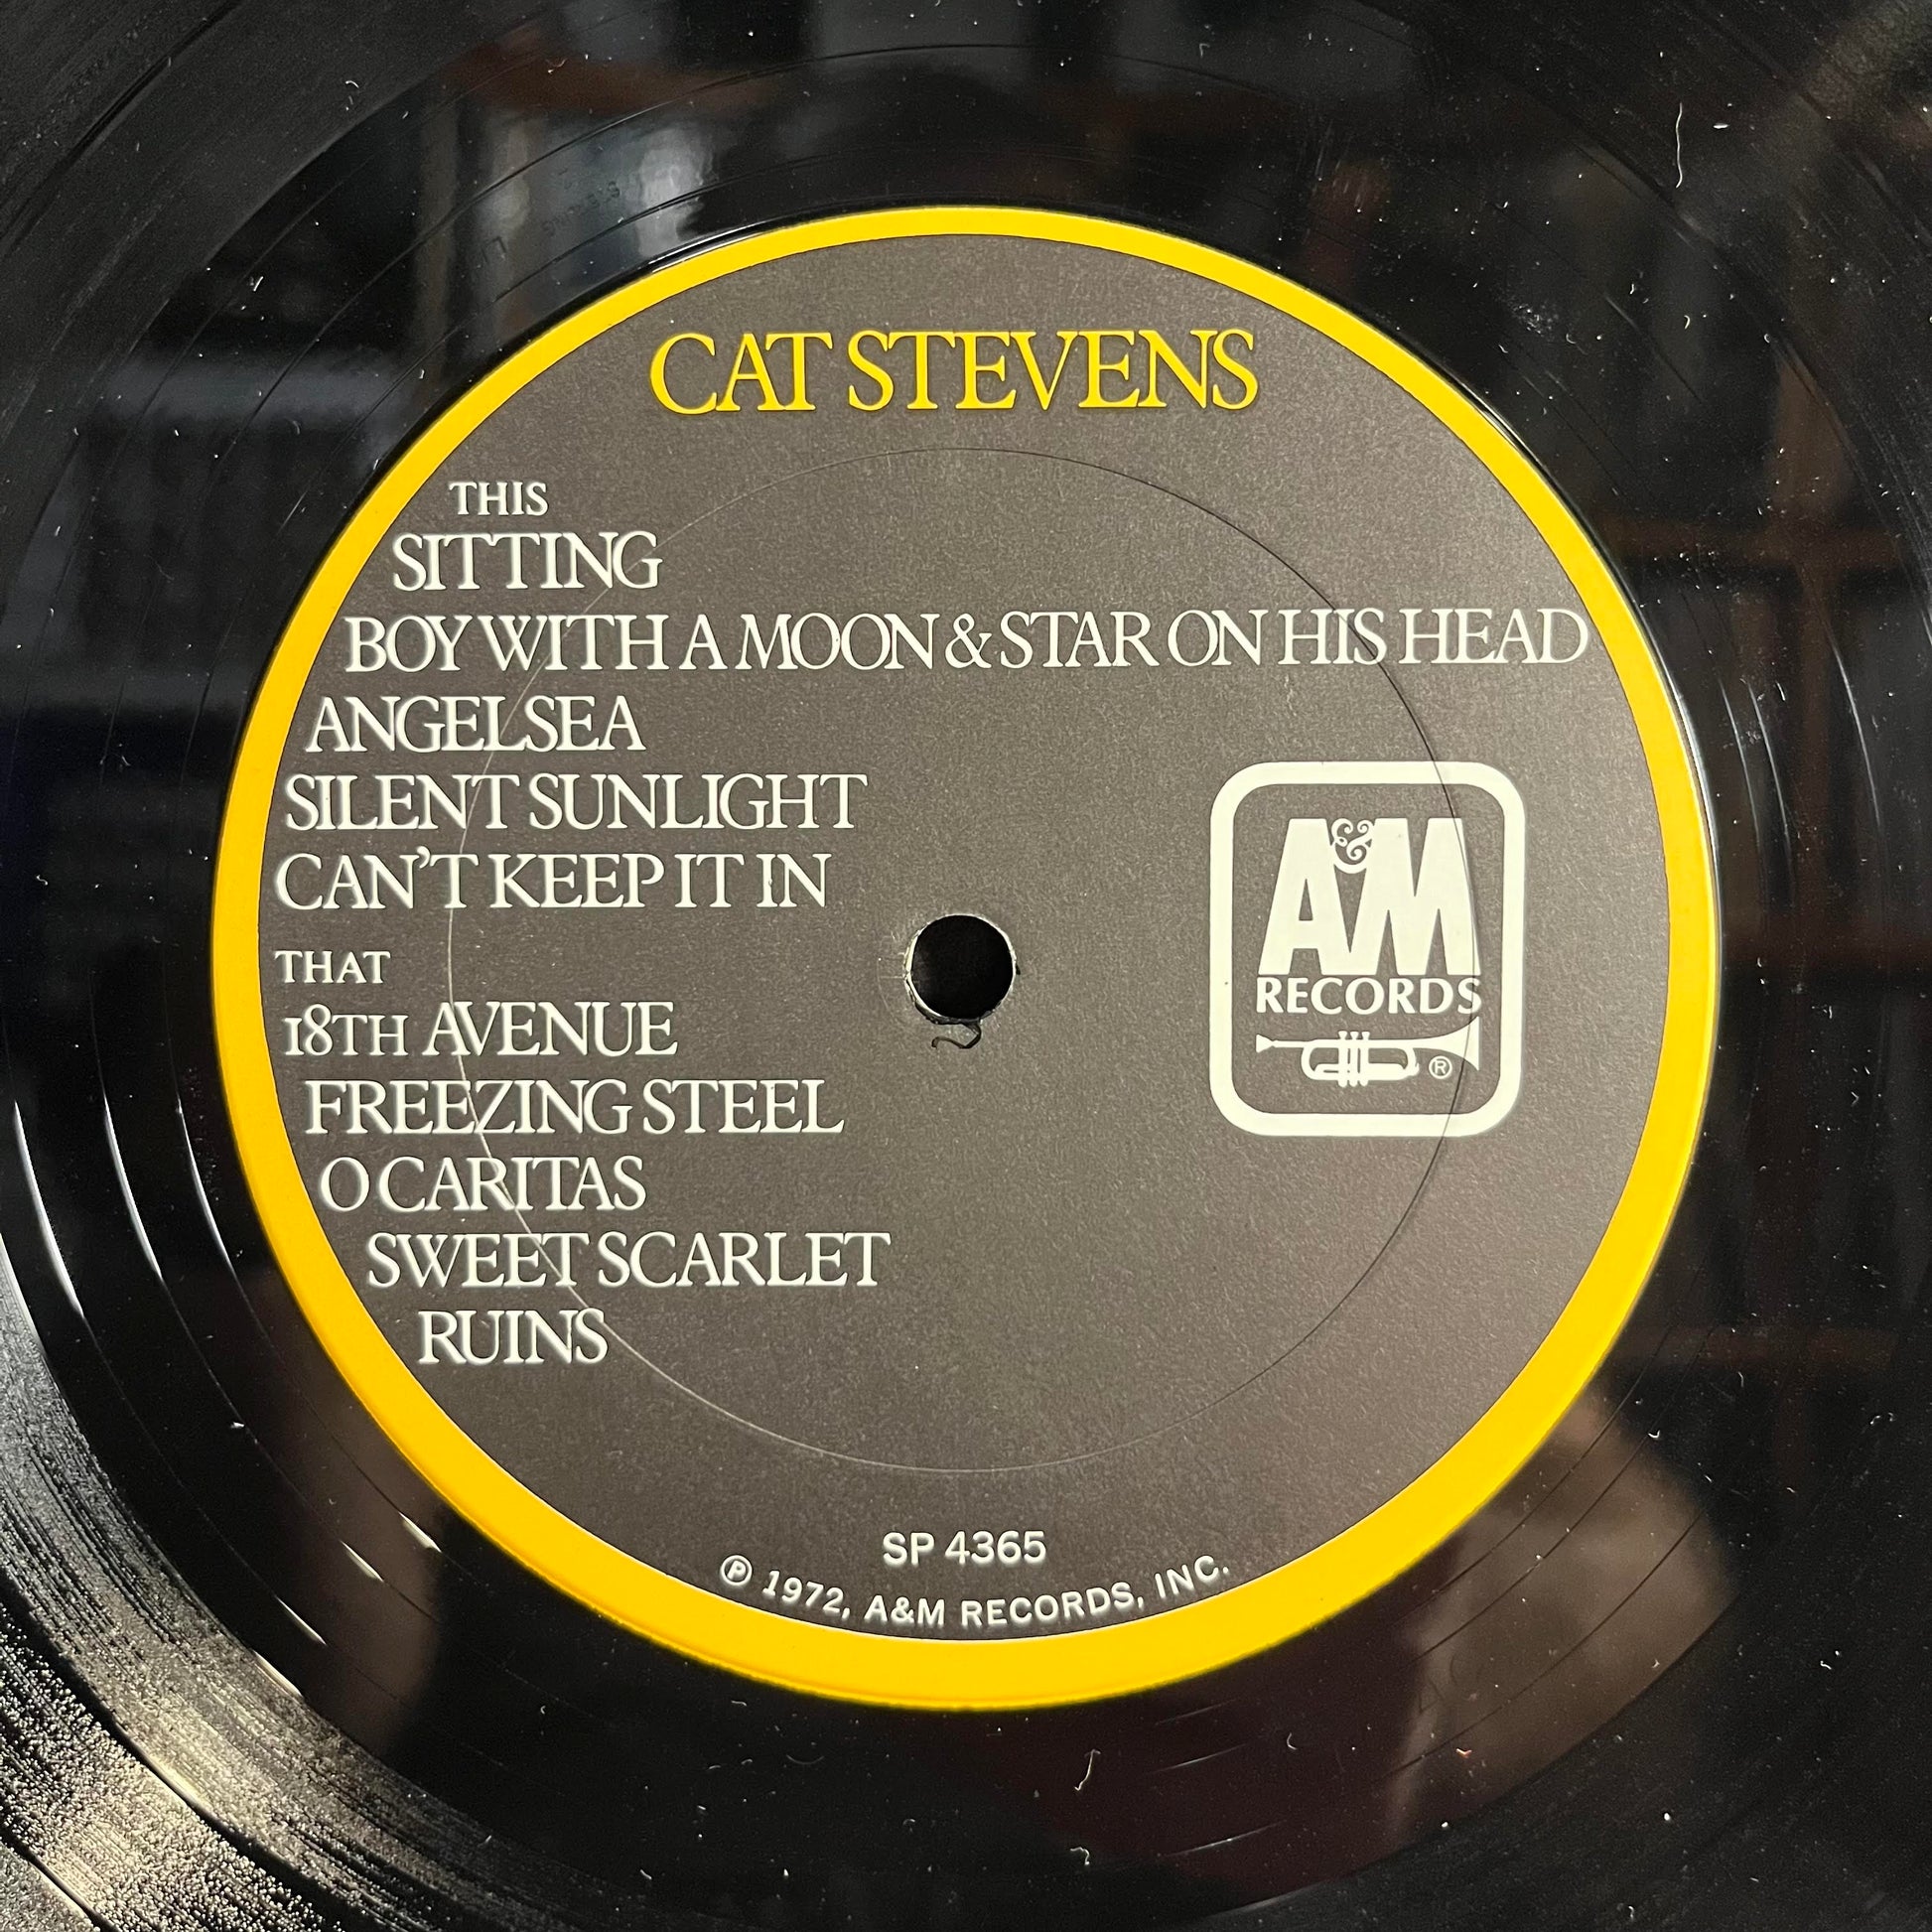 CAT STEVENS
THIS
SITTING
BOY WITH A MOON & STAR ON HIS HEAD
ANGELSEA
SILENT SUNLIGHT
CAN'T KEEP IT IN
THAT
18TH AVENUE
FREEZING STEEL
O CARITAS
SWEET SCARLET
RUINS
A&M
RECORDS
®
SP 4365
℗ 1972, A&M RECORDS, INC.